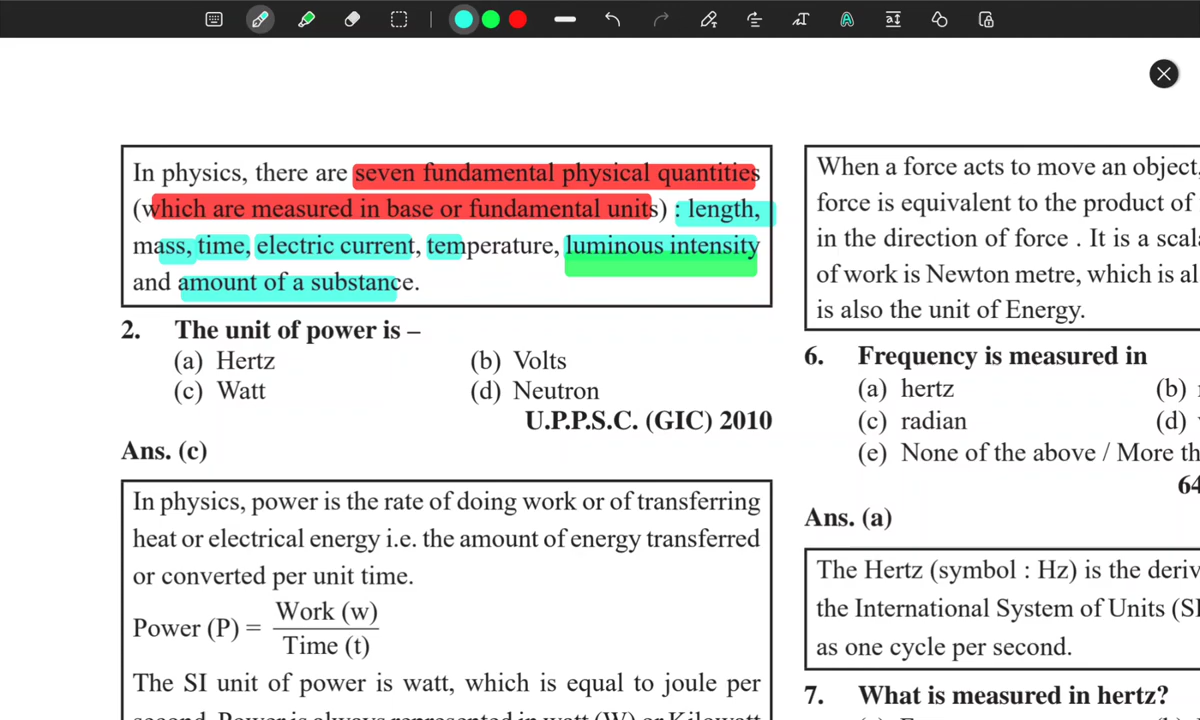 In physics, there are seven fundamental physical quantities
(which are measured in base or fundamental units) : length,
mass, time, electric current, temperature, luminous intensity
and amount of a substance.
2. The unit of power is –
(a) Hertz (b) Volts
(c) Watt (d) Neutron
U.P.P.S.C. (GIC) 2010
Ans. (c)
In physics, power is the rate of doing work or of transferring
heat or electrical energy i.e. the amount of energy transferred
or converted per unit time.
Power (P) = Work (w)
Time (t)
The SI unit of power is watt, which is equal to joule per
When a force acts to move an object,
force is equivalent to the product of
in the direction of force . It is a
of work is Newton metre, which is
is also the unit of Energy.
6. Frequency is measured in
(a) hertz (b)
(c) radian (d)
(e) None of the above / More
64
Ans. (a)
The Hertz (symbol : Hz) is the
the International System of Units
as one cycle per second.
7. What is measured in hertz?